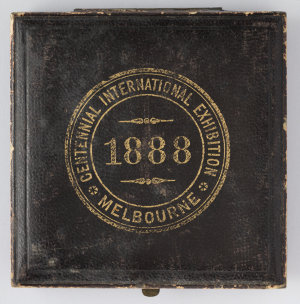 CENTENNIAL INTERNATIONAL EXHIBITION
1888
MELBOURNE